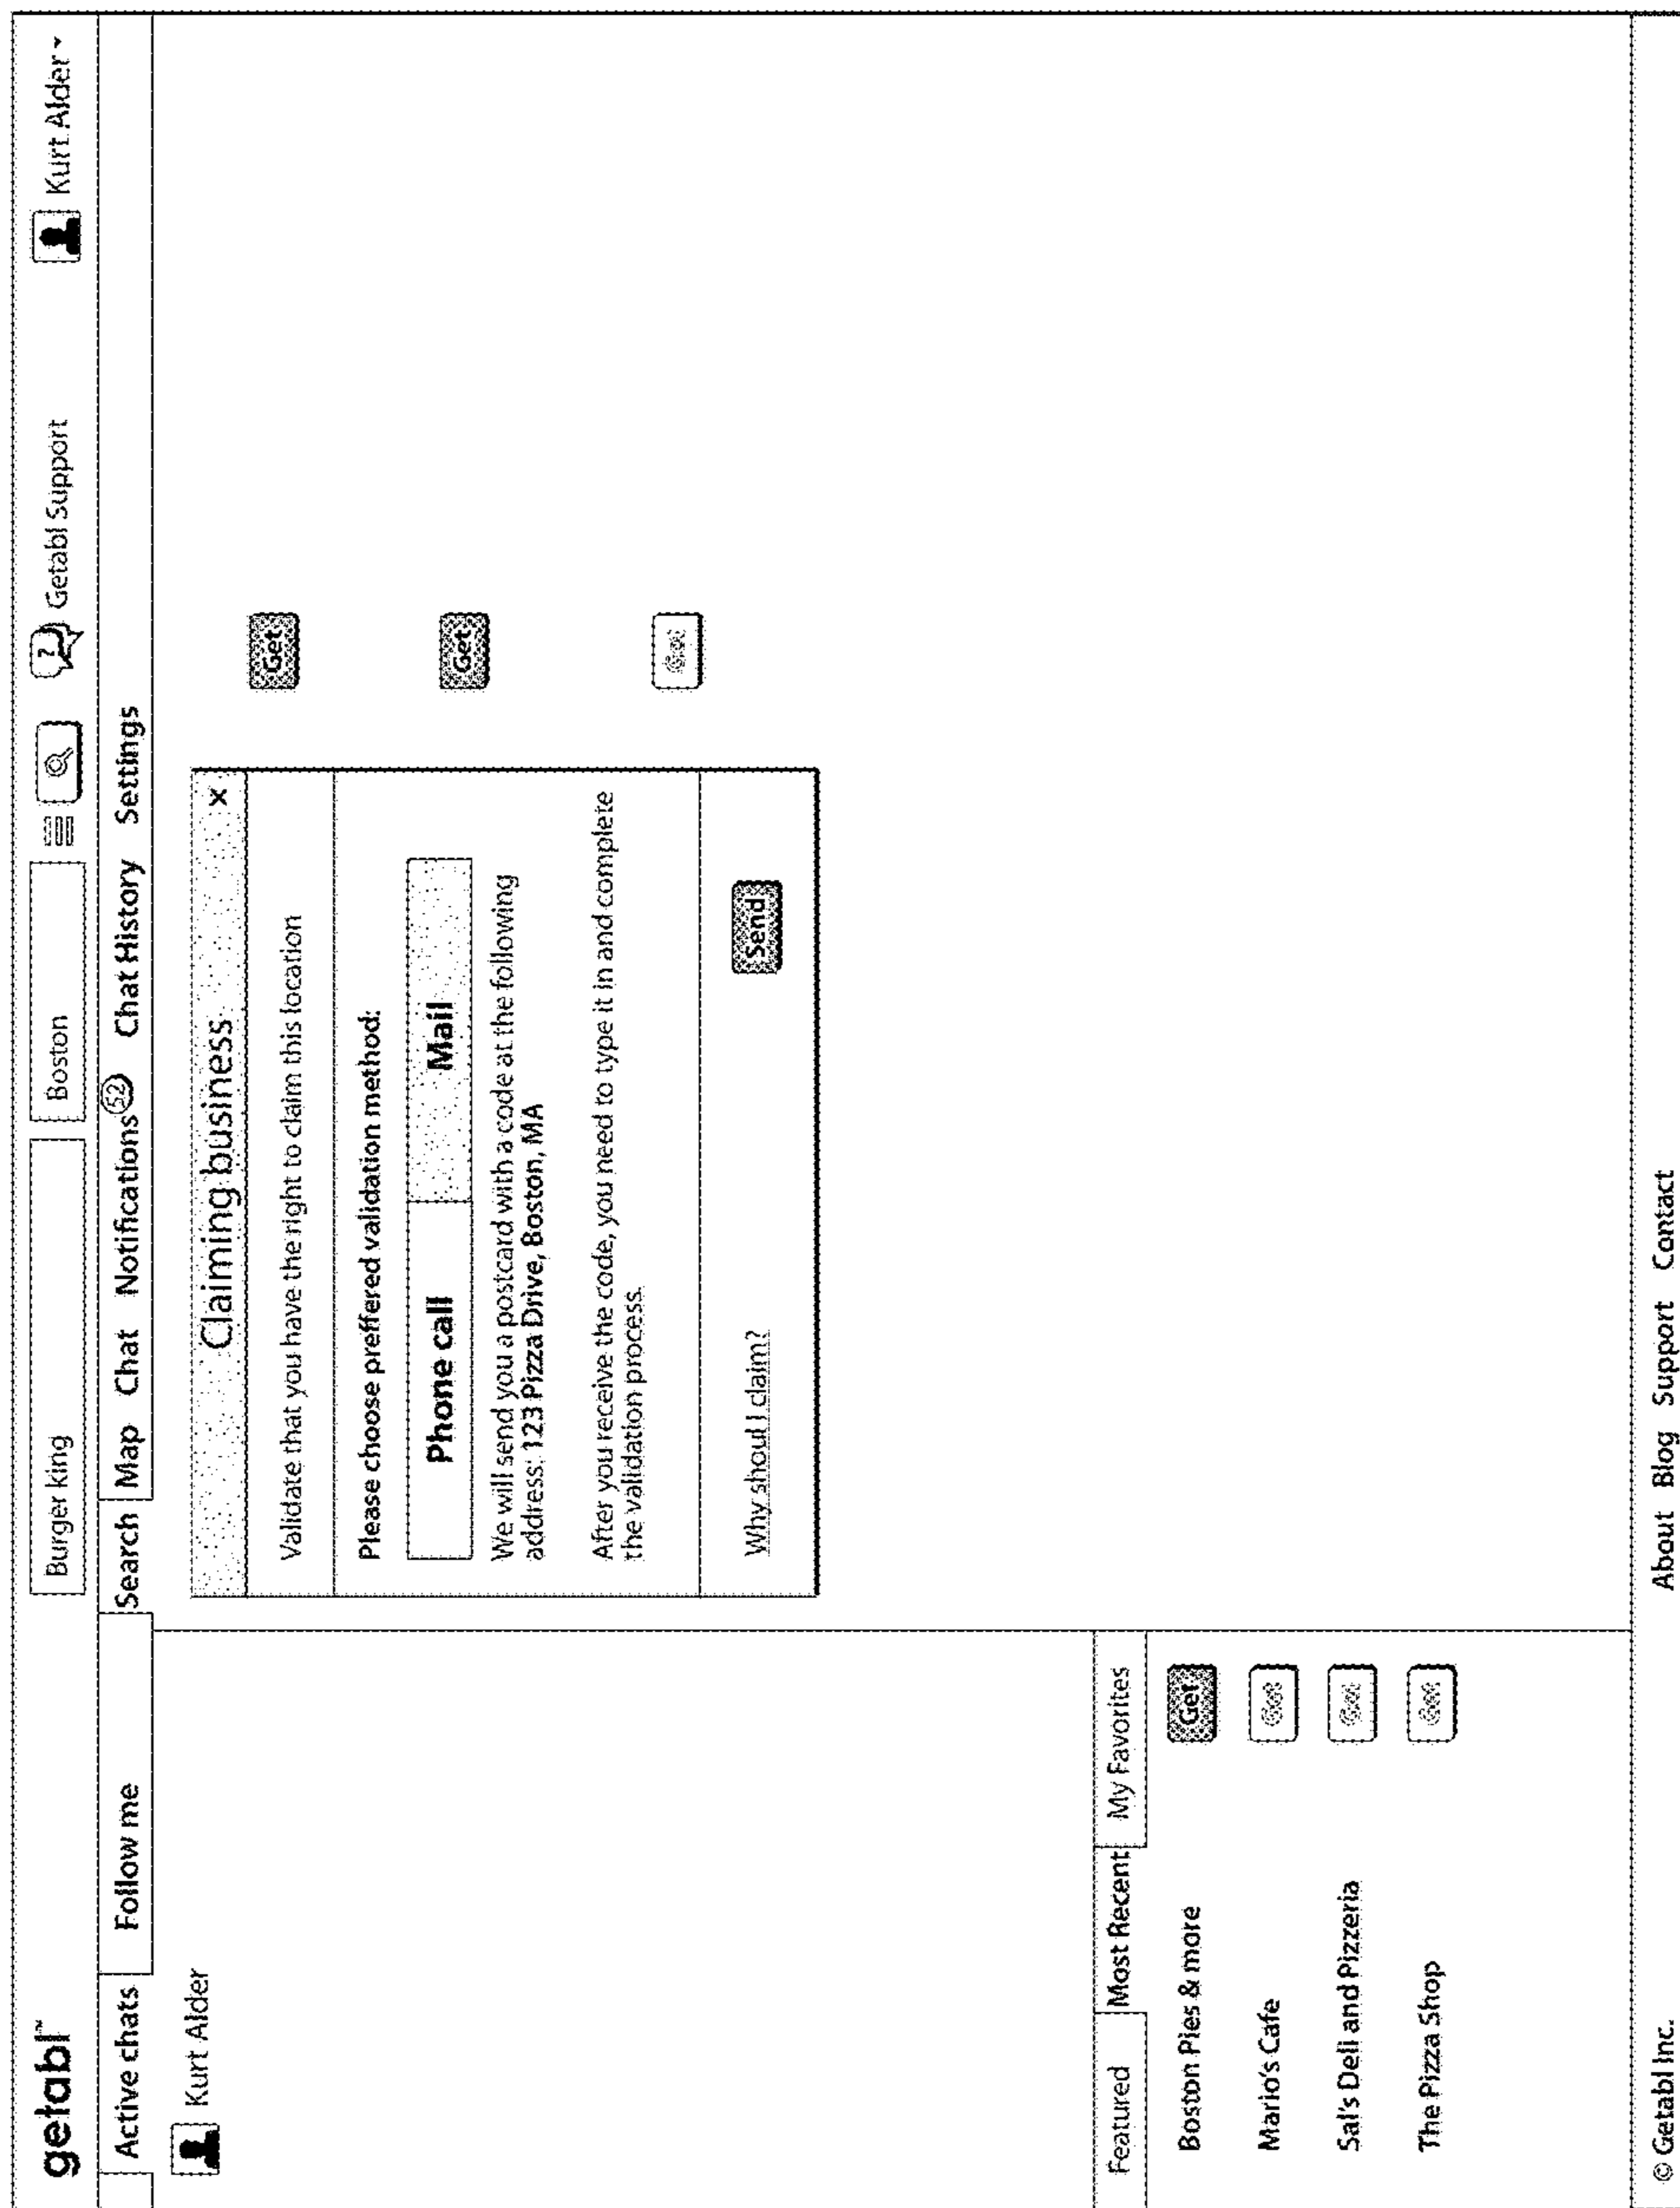 getabl™
Burger king
Boston
Getabl Support
Kurt Alder
Active chats
Follow me
Search
Map
Chat
Notifications 52
Chat History
Settings
Kurt Alder
Claiming business
x
Validate that you have the right to claim this location
Please choose preffered validation method:
Phone call
Mail
We will send you a postcard with a code at the following
address: 123 Pizza Drive, Boston, MA
After you receive the code, you need to type it in and complete
the validation process.
Why shoul I claim?
Send
Get
Get
Get
Featured
Most Recent
My Favorites
Boston Pies & more
Get
Mario's Cafe
Get
Sal's Deli and Pizzeria
Get
The Pizza Shop
Get
© Getabl Inc.
About
Blog
Support
Contact